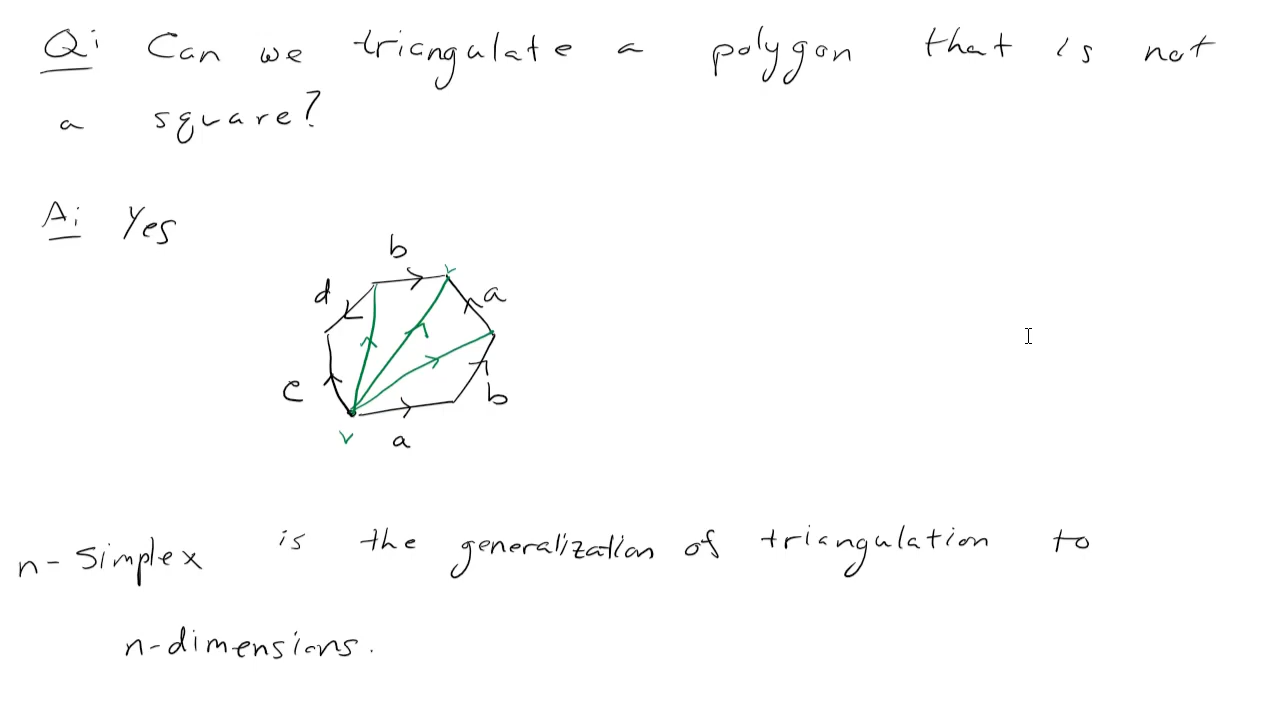 Q: Can we triangulate a polygon that is not
a square?
A: Yes
b
d
a
c
b
v
a
n-simplex is the generalization of triangulation to
n-dimensions.